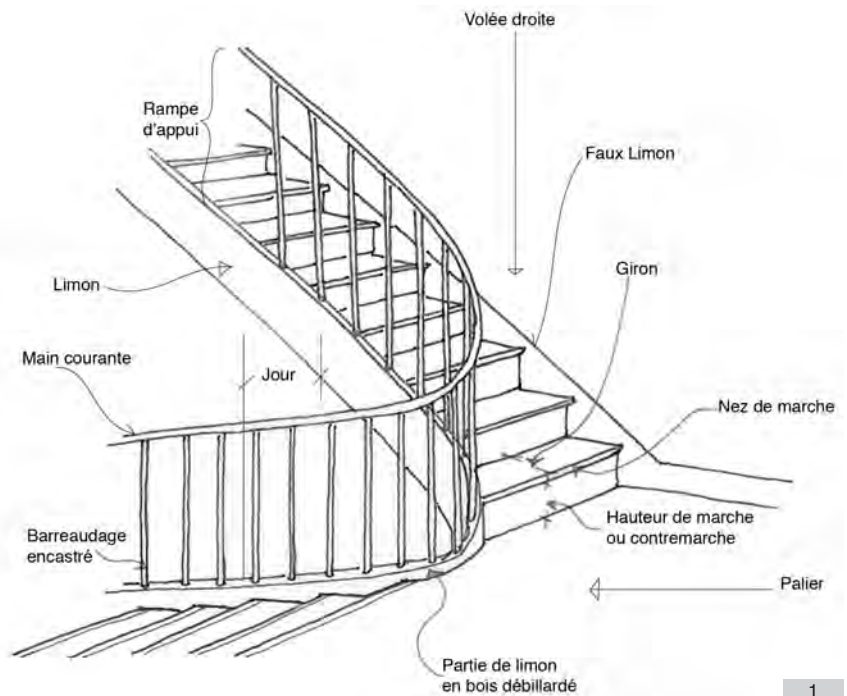 Volée droite
Rampe
d'appui
Faux Limon
Giron
Limon
Main courante
Jour
Nez de marche
Hauteur de marche
ou contremarche
Barreaudage
encastré
Palier
Partie de limon
en bois débillardé
1